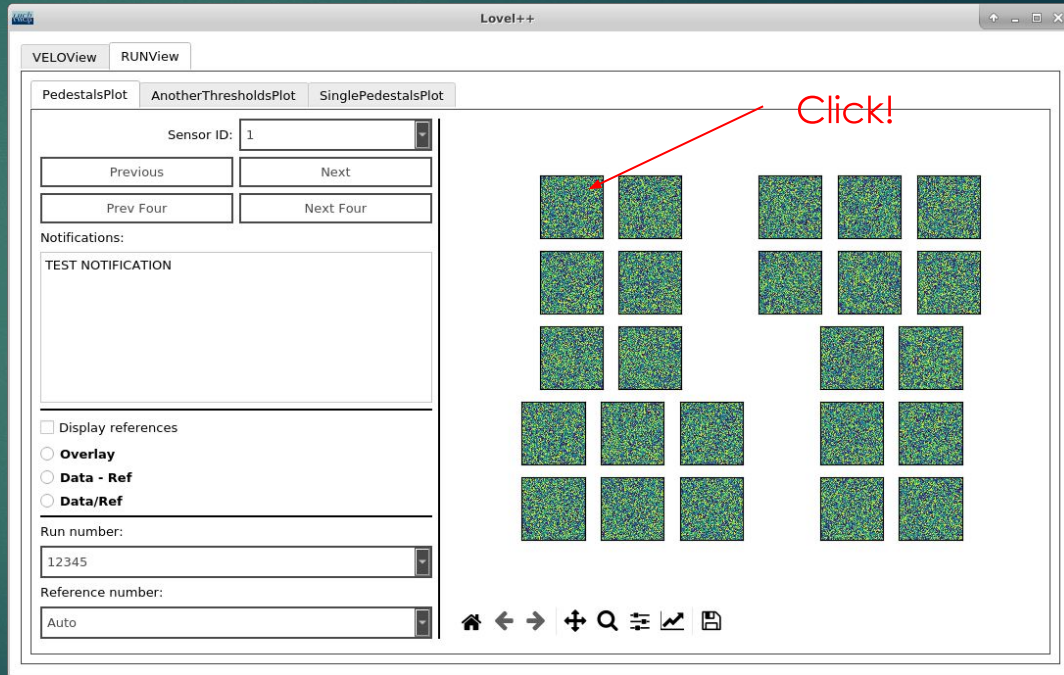 Lovel++
VELOView RUNView
PedestalsPlot AnotherThresholdsPlot SinglePedestalsPlot
Click!
Sensor ID: 1
Previous Next
Prev Four Next Four
Notifications:
TEST NOTIFICATION
Display references
Overlay
Data - Ref
Data/Ref
Run number:
12345
Reference number:
Auto